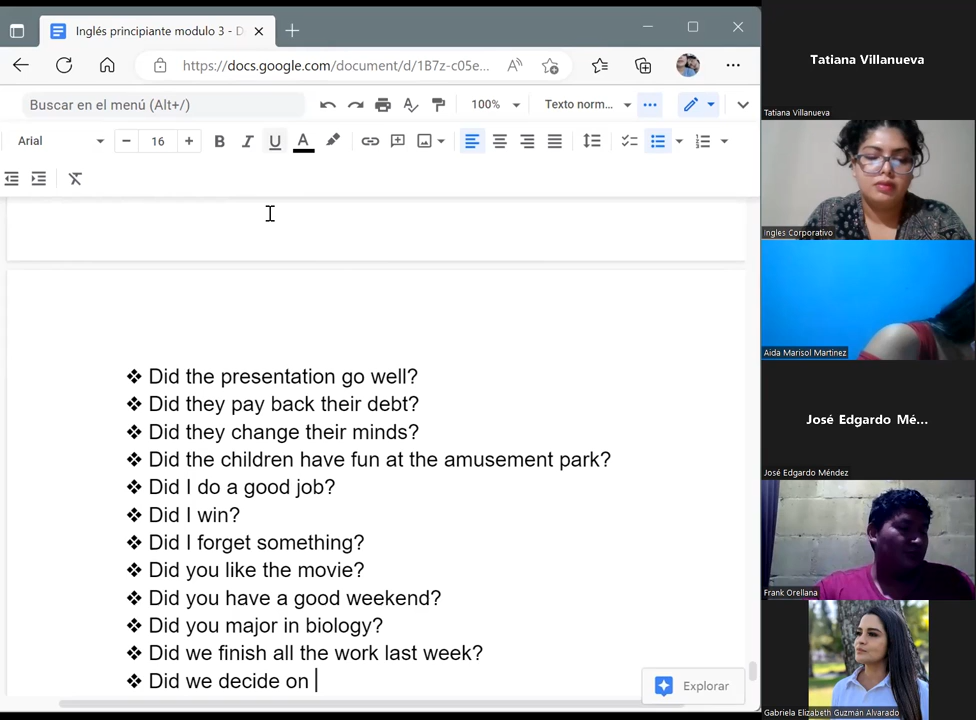 Inglés principiante modulo 3 - D
https://docs.google.com/document/d/1B7z-c05e...
Buscar en el menú (Alt+/)
100%
Texto norm...
Arial
16
B I U A
❖ Did the presentation go well?
❖ Did they pay back their debt?
❖ Did they change their minds?
❖ Did the children have fun at the amusement park?
❖ Did I do a good job?
❖ Did I win?
❖ Did I forget something?
❖ Did you like the movie?
❖ Did you have a good weekend?
❖ Did you major in biology?
❖ Did we finish all the work last week?
❖ Did we decide on
Explorar
Tatiana Villanueva
Tatiana Villanueva
Ingles Corporativo
Aida Marisol Martinez
José Edgardo Mé...
José Edgardo Méndez
Frank Orellana
Gabriela Elizabeth Guzmán Alvarado